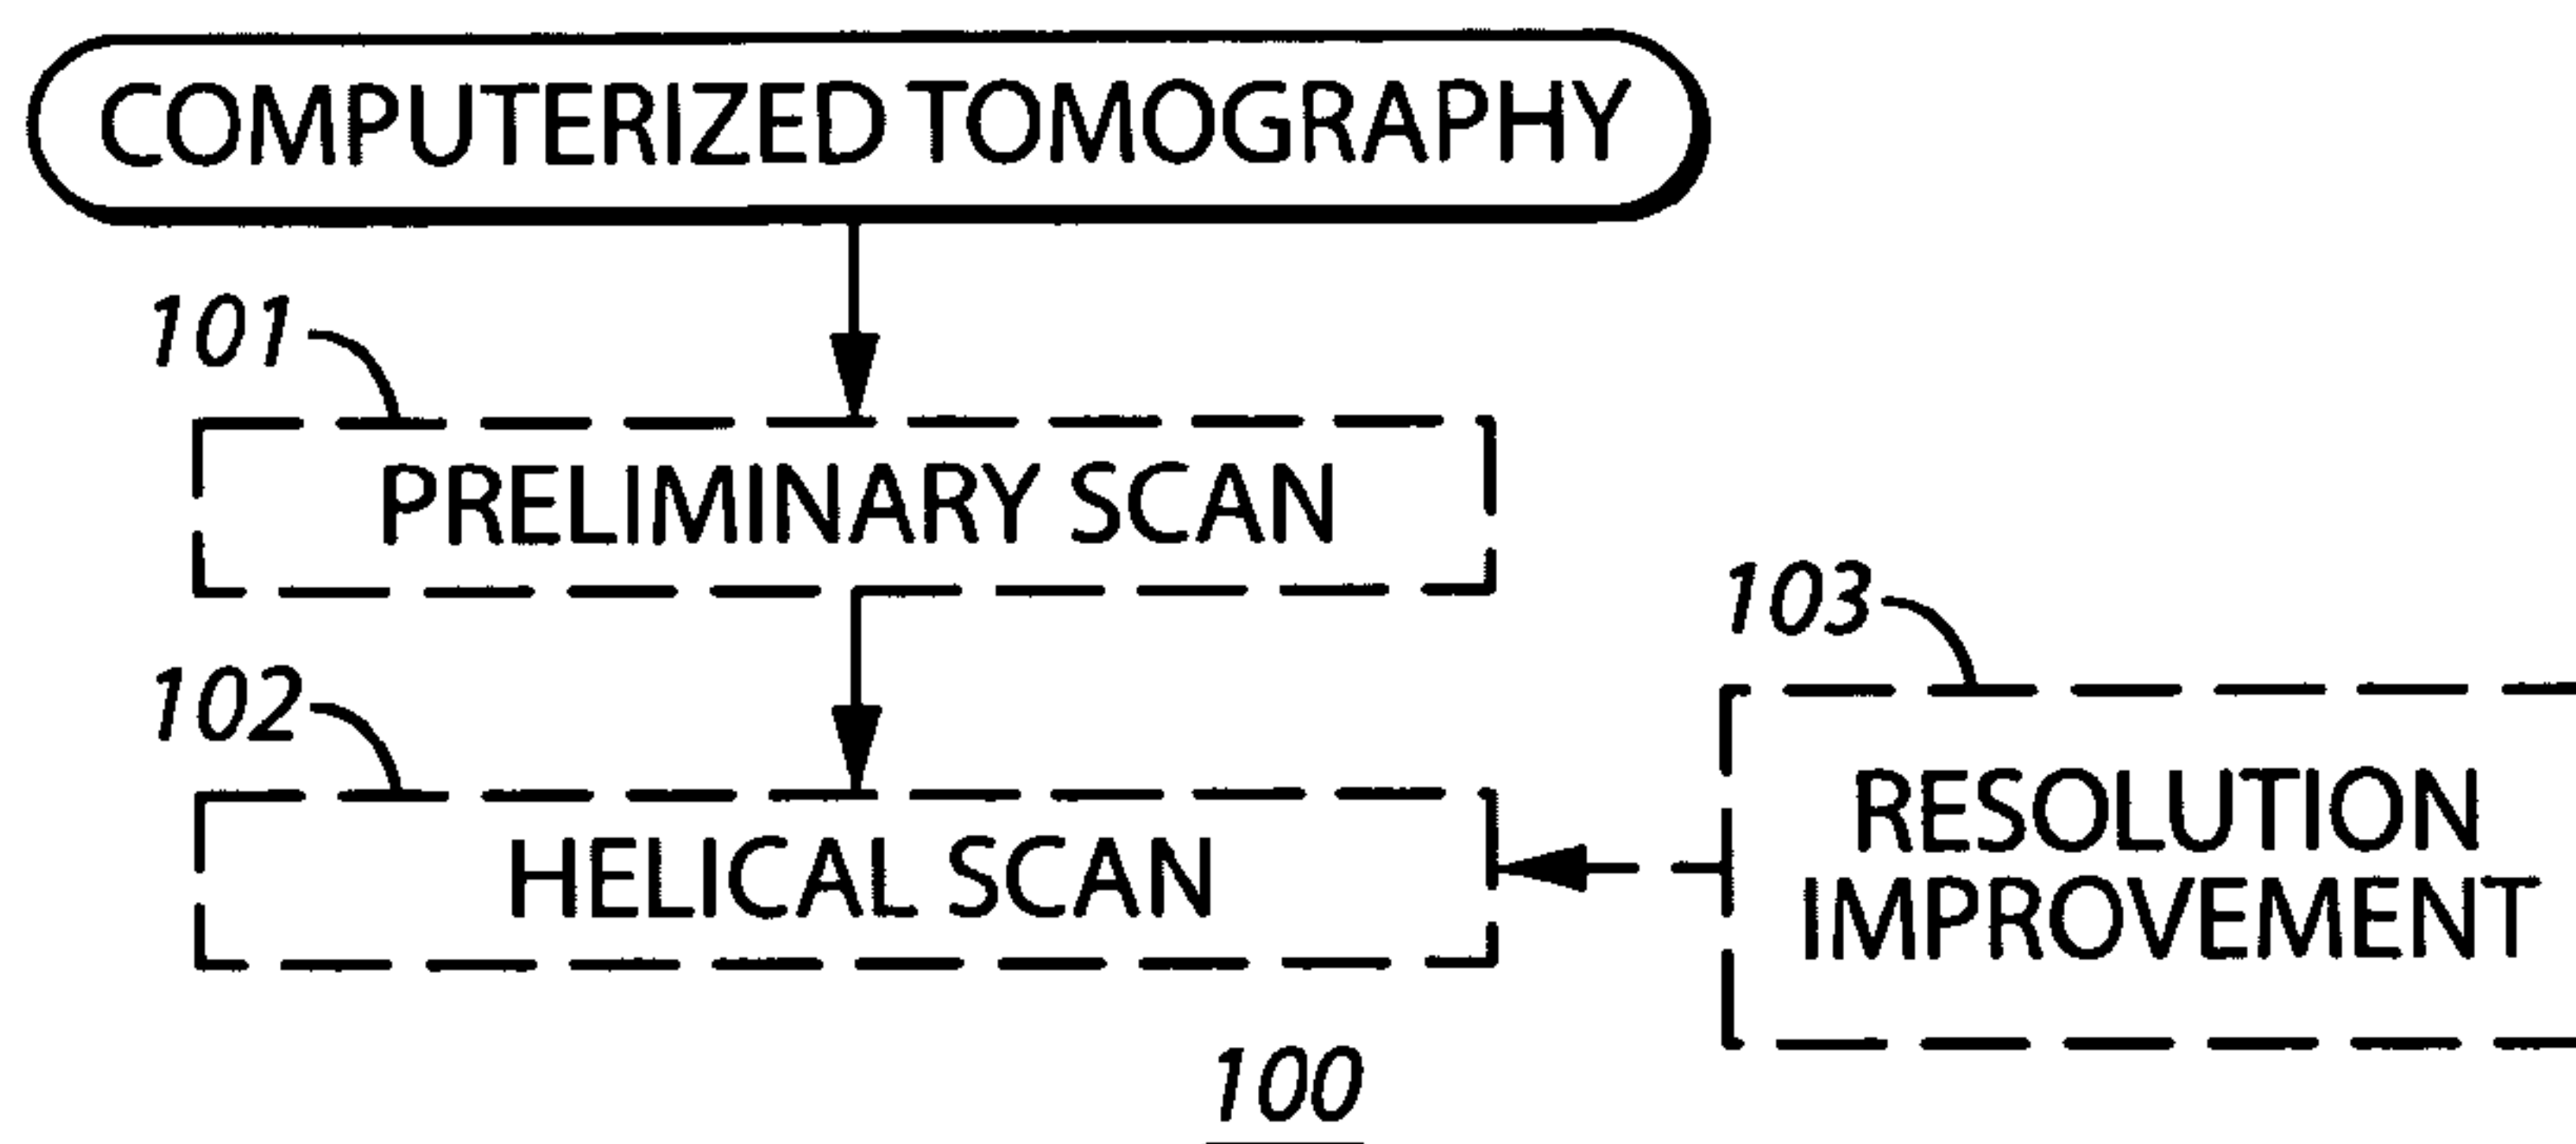 COMPUTERIZED TOMOGRAPHY
101
PRELIMINARY SCAN
102
HELICAL SCAN
103
RESOLUTION
IMPROVEMENT
100